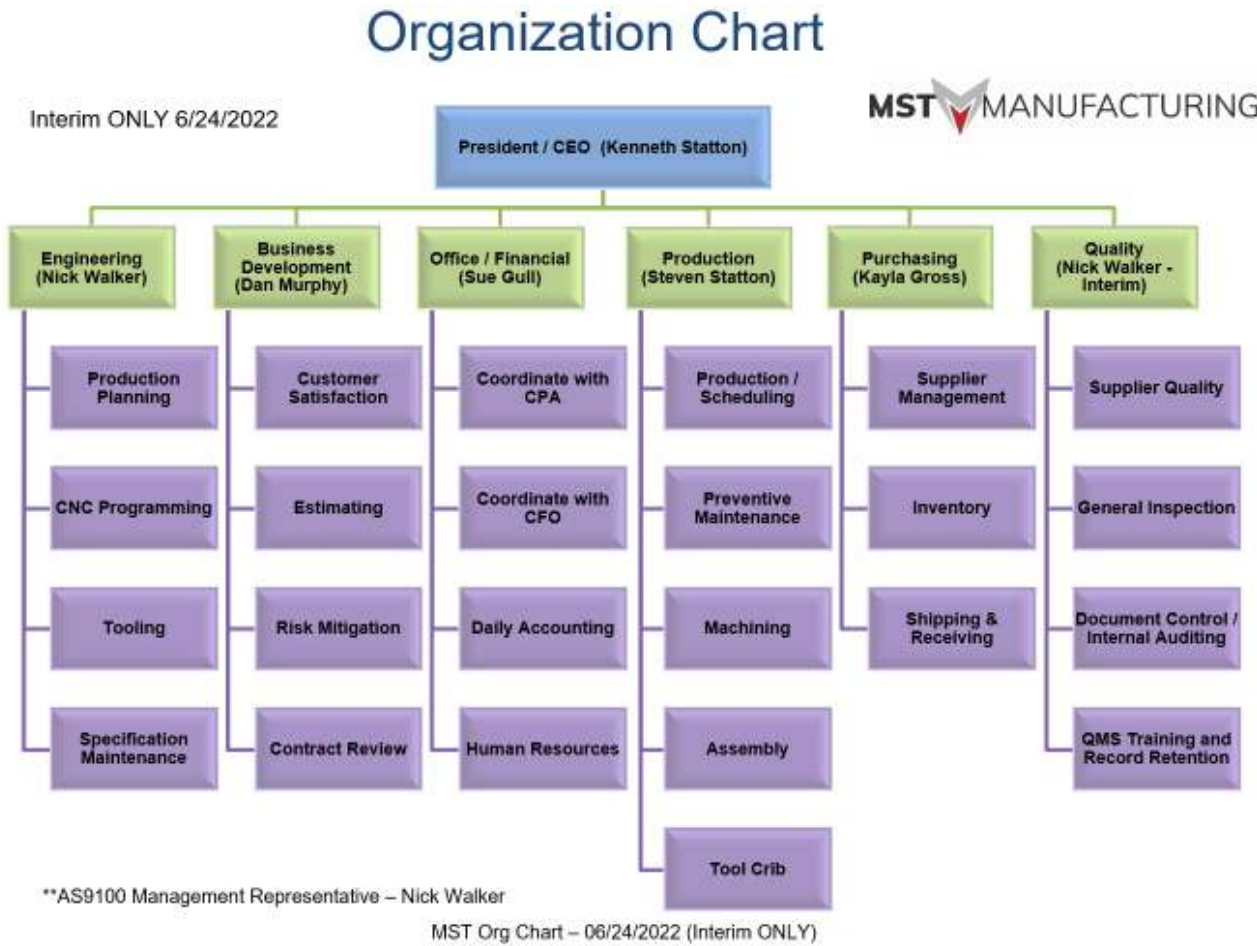 Organization Chart
Interim ONLY 6/24/2022
MST MANUFACTURING
President / CEO (Kenneth Statton)
Engineering
(Nick Walker)
Business
Development
(Dan Murphy)
Office / Financial
(Sue Gull)
Production
(Steven Statton)
Purchasing
(Kayla Gross)
Quality
(Nick Walker -
Interim)
Production
Planning
Customer
Satisfaction
Coordinate with
CPA
Production /
Scheduling
Supplier
Management
Supplier Quality
CNC Programming
Estimating
Coordinate with
CFO
Preventive
Maintenance
Inventory
General Inspection
Tooling
Risk Mitigation
Daily Accounting
Machining
Shipping &
Receiving
Document Control /
Internal Auditing
Specification
Maintenance
Contract Review
Human Resources
Assembly
QMS Training and
Record Retention
Tool Crib
**AS9100 Management Representative – Nick Walker
MST Org Chart – 06/24/2022 (Interim ONLY)